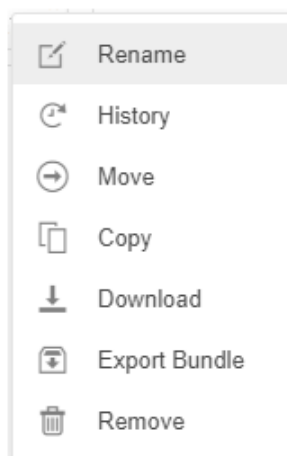 Rename
History
Move
Copy
Download
Export Bundle
Remove